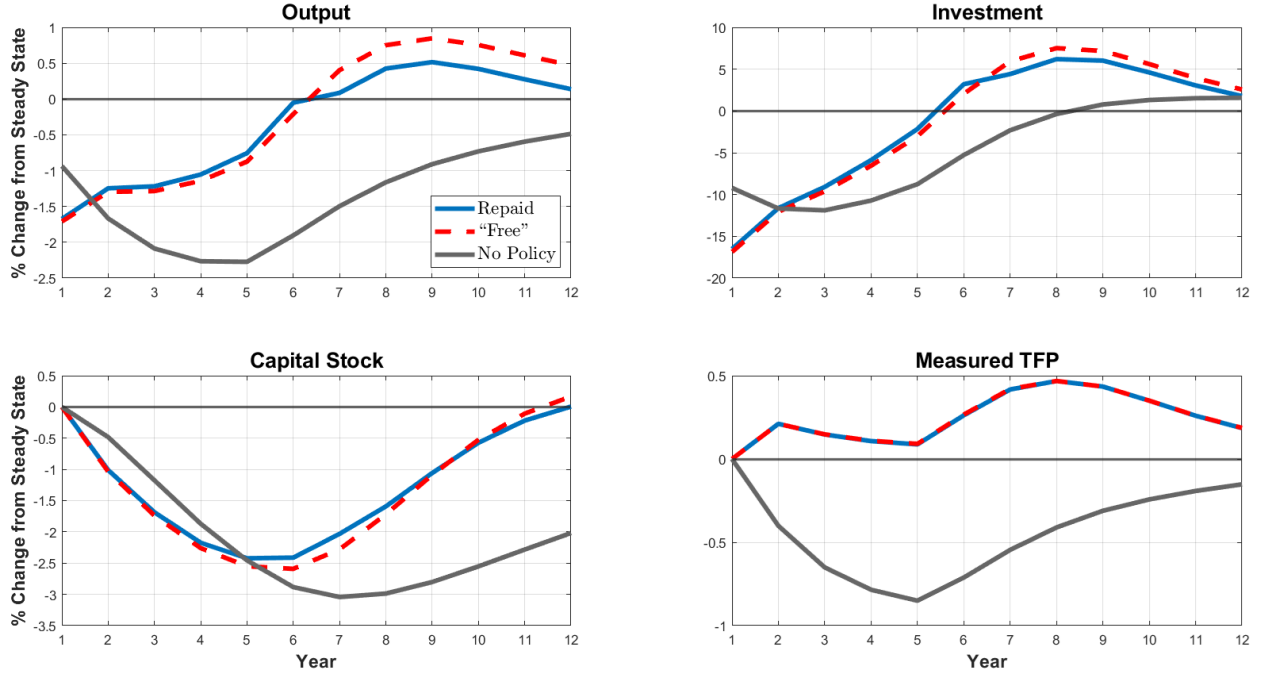 Output
% Change from Steady State
1
0.5
0
-0.5
-1
-1.5
-2
-2.5
1 2 3 4 5 6 7 8 9 10 11 12
Repaid
“Free”
No Policy
Investment
10
5
0
-5
-10
-15
-20
1 2 3 4 5 6 7 8 9 10 11 12
Capital Stock
% Change from Steady State
0.5
0
-0.5
-1
-1.5
-2
-2.5
-3
-3.5
1 2 3 4 5 6 7 8 9 10 11 12
Year
Measured TFP
0.5
0
-0.5
-1
1 2 3 4 5 6 7 8 9 10 11 12
Year